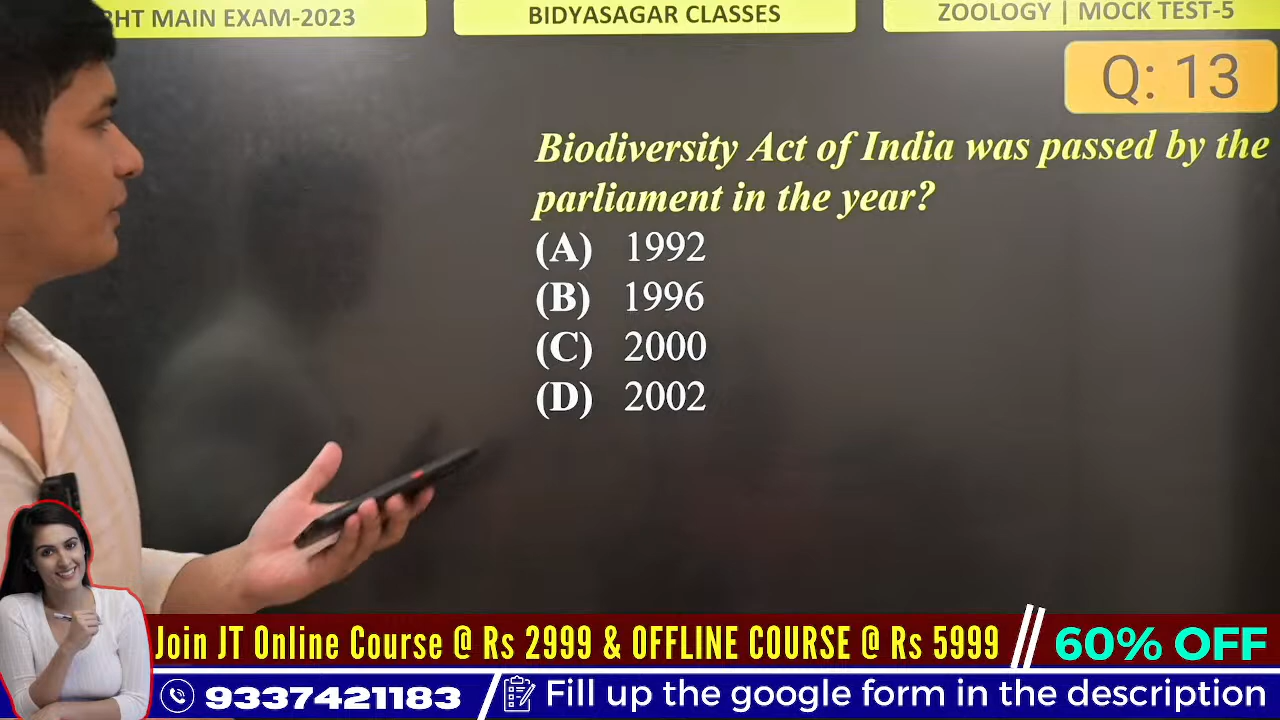 RHT MAIN EXAM-2023
BIDYASAGAR CLASSES
ZOOLOGY | MOCK TEST-5
Q: 13
Biodiversity Act of India was passed by the
parliament in the year?
(A) 1992
(B) 1996
(C) 2000
(D) 2002
Join JT Online Course @ Rs 2999 & OFFLINE COURSE @ Rs 5999 // 60% OFF
9337421183 / Fill up the google form in the description